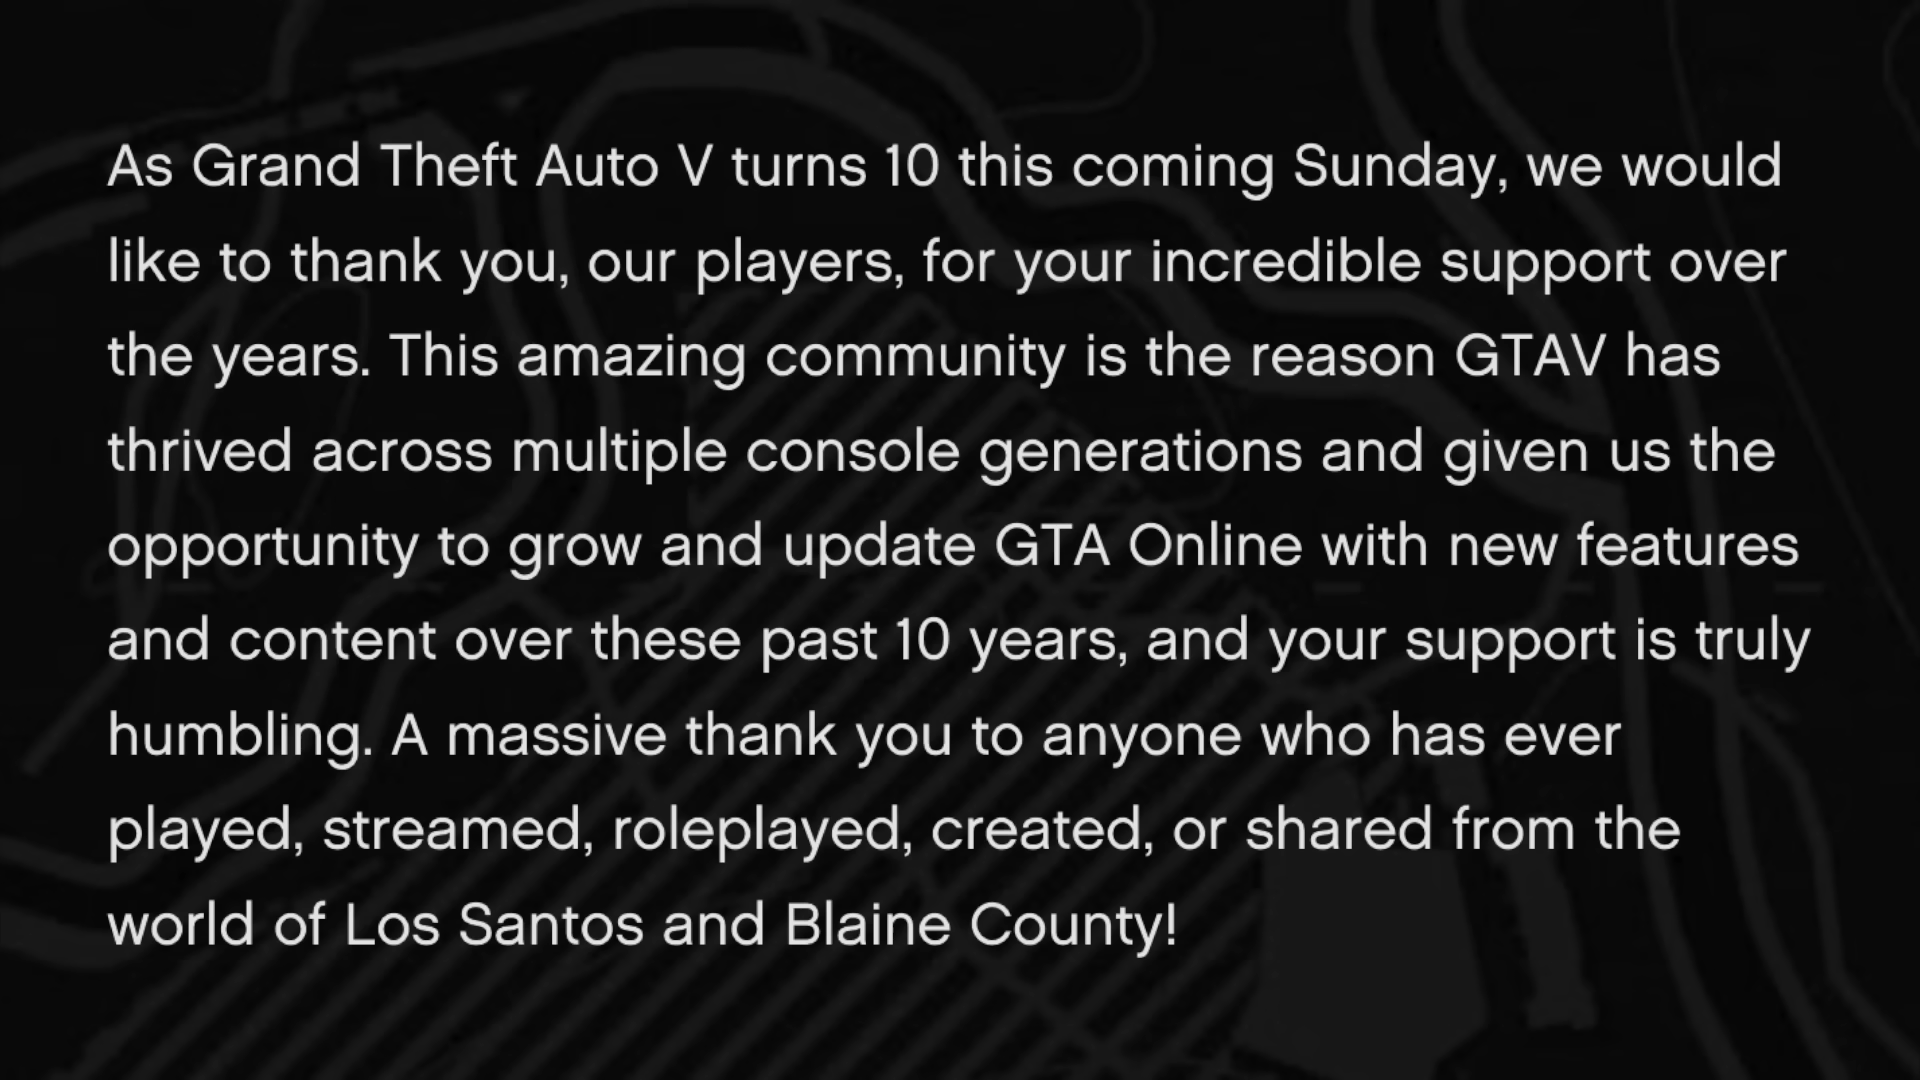 As Grand Theft Auto V turns 10 this coming Sunday, we would
like to thank you, our players, for your incredible support over
the years. This amazing community is the reason GTAV has
thrived across multiple console generations and given us the
opportunity to grow and update GTA Online with new features
and content over these past 10 years, and your support is truly
humbling. A massive thank you to anyone who has ever
played, streamed, roleplayed, created, or shared from the
world of Los Santos and Blaine County!